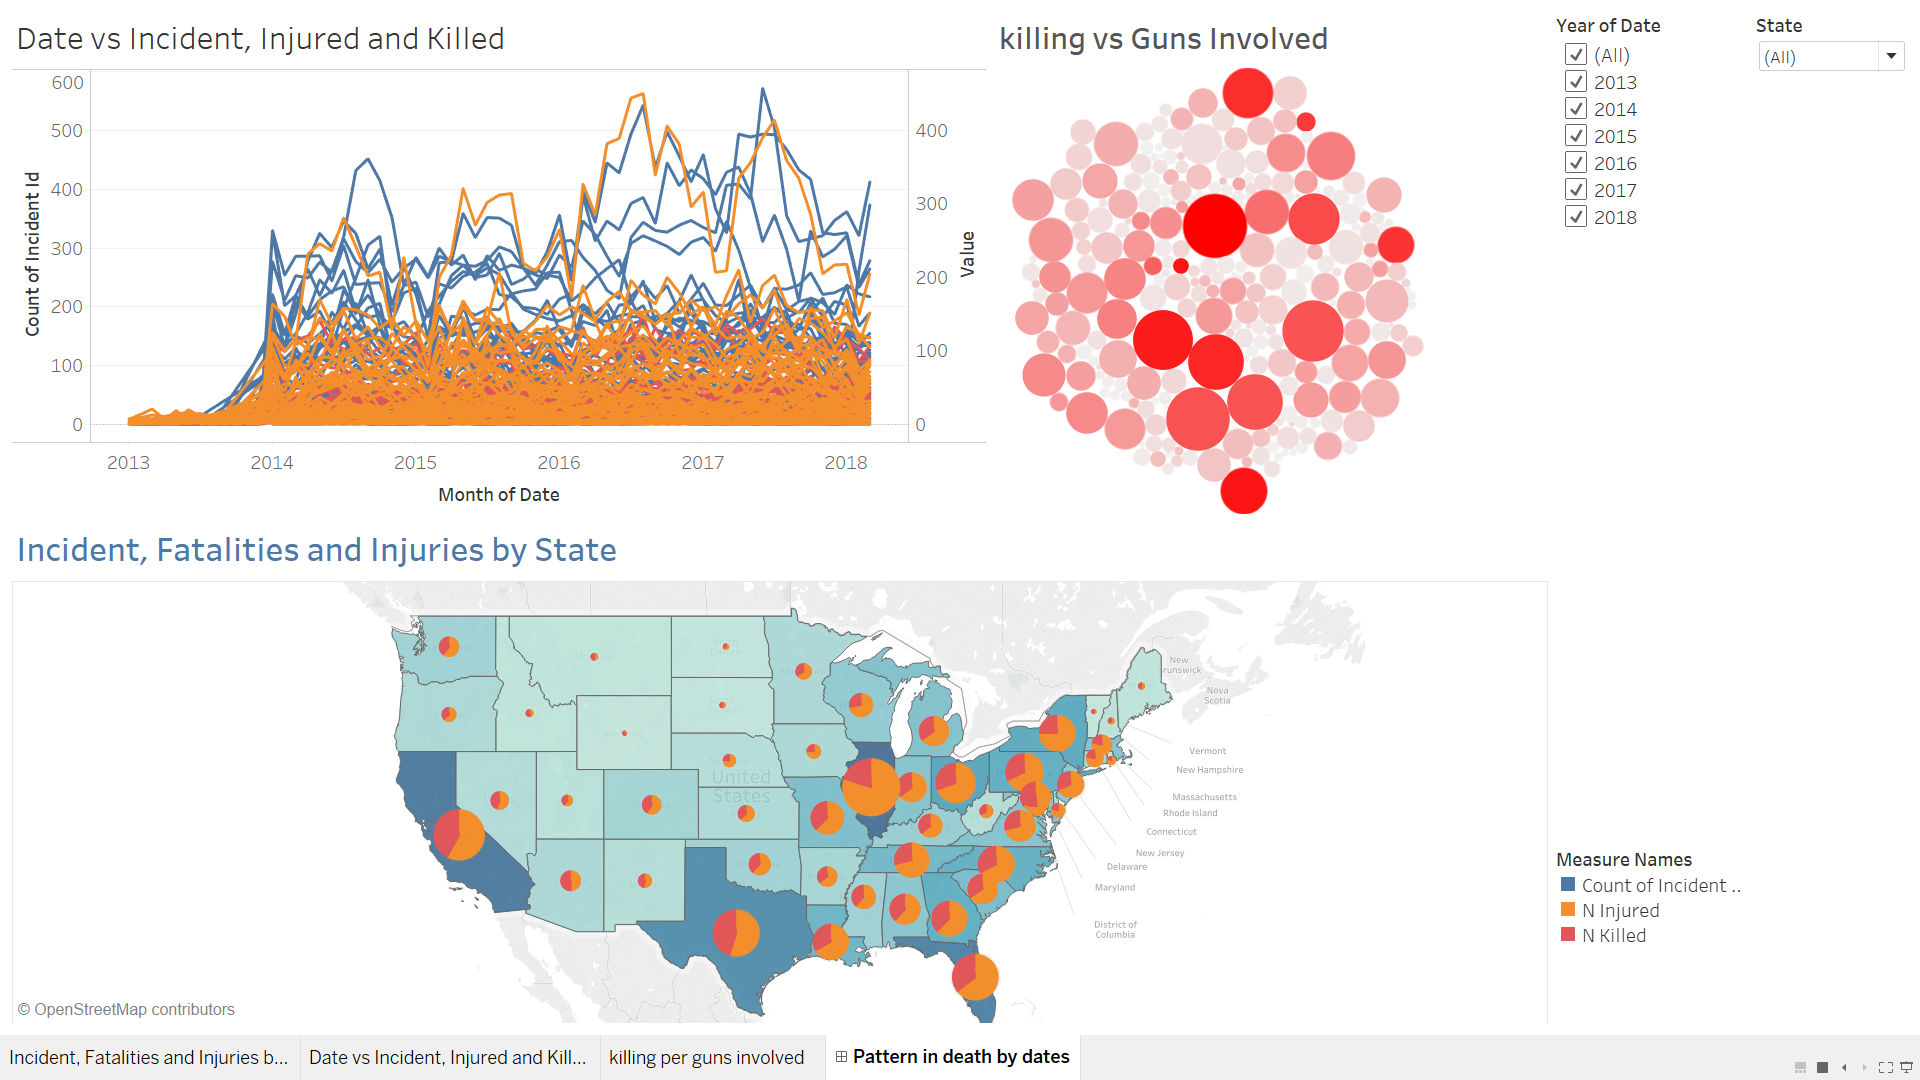 Date vs Incident, Injured and Killed
600
500
400
300
200
100
0
Count of Incident Id
400
300
200
100
0
Value
2013
2014
2015
2016
2017
2018
Month of Date
killing vs Guns Involved
Year of Date
(All)
2013
2014
2015
2016
2017
2018
State
(All)
Incident, Fatalities and Injuries by State
United
States
New
Brunswick
Nova
Scotia
Vermont
New Hampshire
Massachusetts
Rhode Island
Connecticut
New Jersey
Delaware
Maryland
District of
Columbia
© OpenStreetMap contributors
Measure Names
Count of Incident ..
N Injured
N Killed
Incident, Fatalities and Injuries b...
Date vs Incident, Injured and Kill...
killing per guns involved
Pattern in death by dates